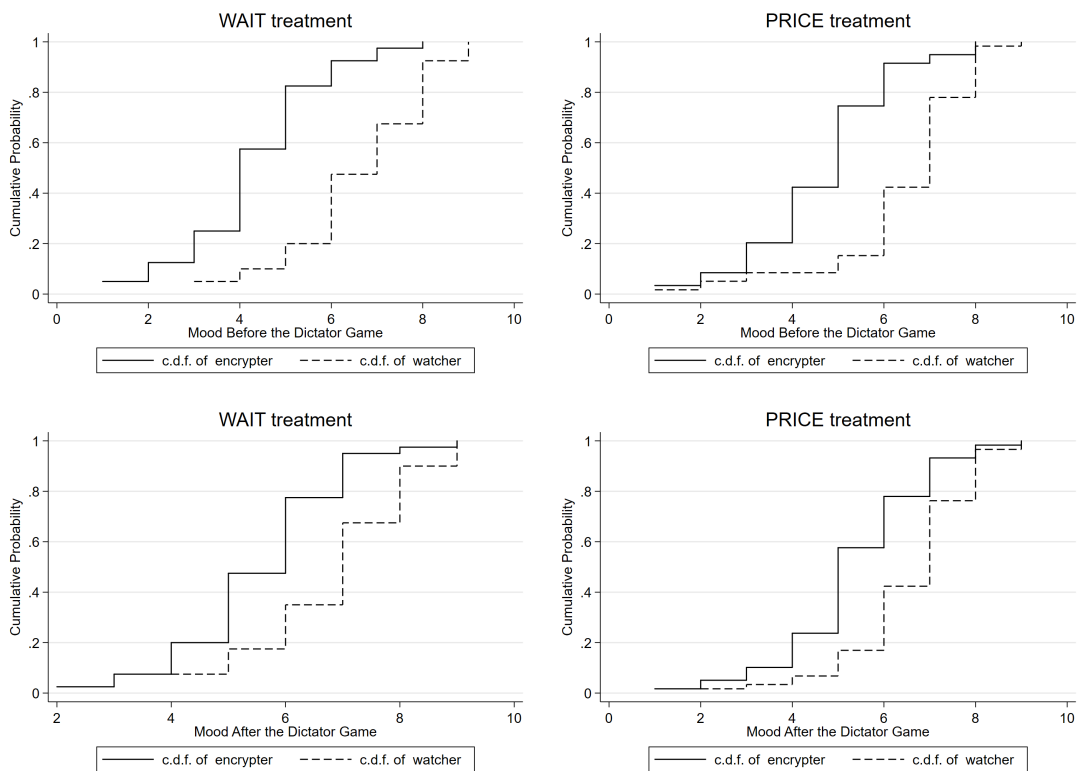 WAIT treatment
Cumulative Probability
1
.8
.6
.4
.2
0
0 2 4 6 8 10
Mood Before the Dictator Game
c.d.f. of encrypter c.d.f. of watcher
PRICE treatment
Cumulative Probability
1
.8
.6
.4
.2
0
0 2 4 6 8 10
Mood Before the Dictator Game
c.d.f. of encrypter c.d.f. of watcher
WAIT treatment
Cumulative Probability
1
.8
.6
.4
.2
0
2 4 6 8 10
Mood After the Dictator Game
c.d.f. of encrypter c.d.f. of watcher
PRICE treatment
Cumulative Probability
1
.8
.6
.4
.2
0
0 2 4 6 8 10
Mood After the Dictator Game
c.d.f. of encrypter c.d.f. of watcher